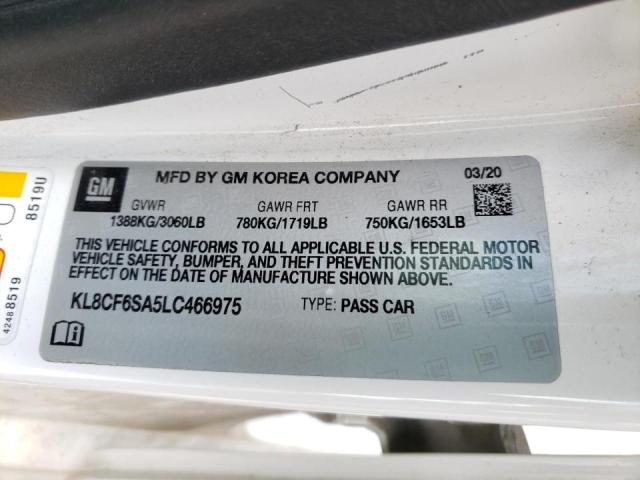 GM
MFD BY GM KOREA COMPANY
03/20
GVWR GAWR FRT GAWR RR
1388KG/3060LB 780KG/1719LB 750KG/1653LB
THIS VEHICLE CONFORMS TO ALL APPLICABLE U.S. FEDERAL MOTOR
VEHICLE SAFETY, BUMPER, AND THEFT PREVENTION STANDARDS IN
EFFECT ON THE DATE OF MANUFACTURE SHOWN ABOVE.
KL8CF6SA5LC466975 TYPE: PASS CAR
8519U
42488519